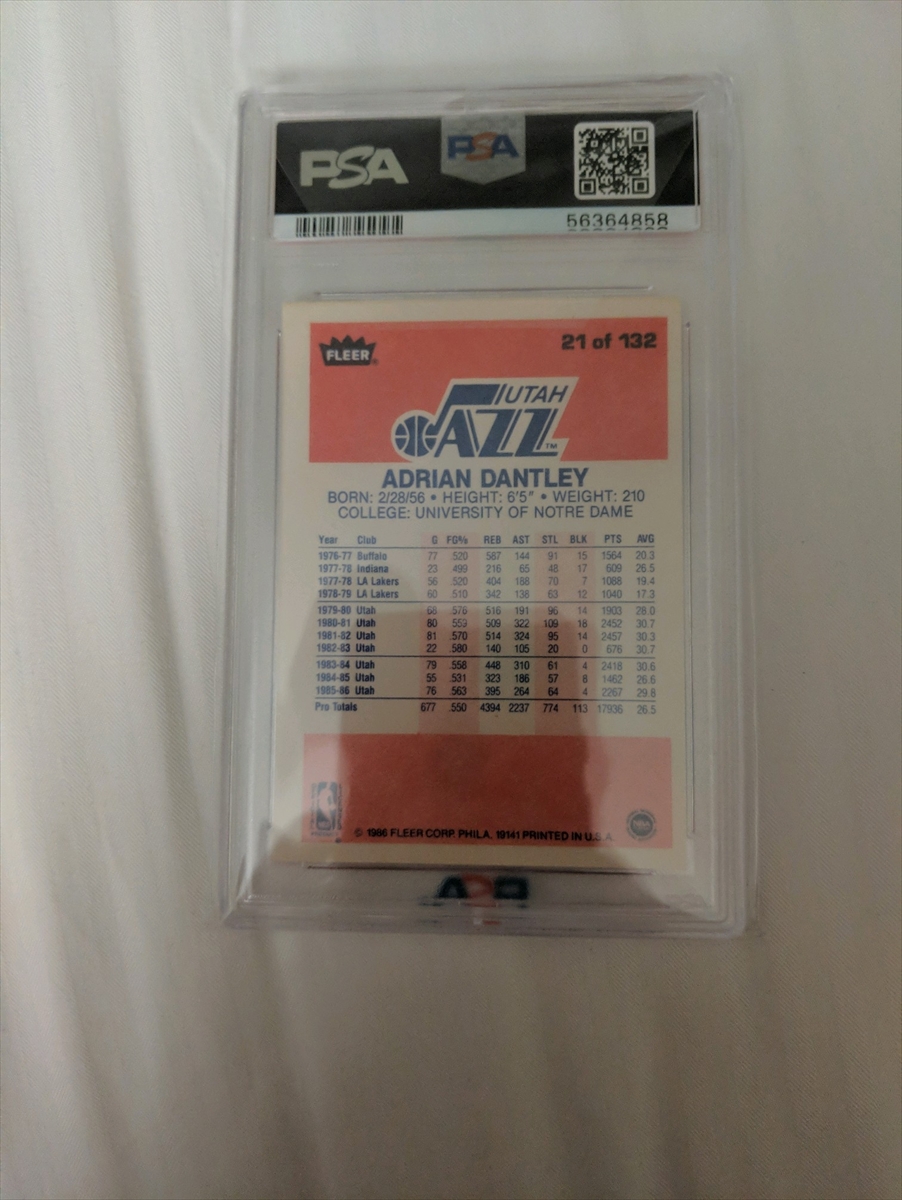 PSA PSA
56364858
FLEER 21 of 132
UTAH
JAZZ TM
ADRIAN DANTLEY
BORN: 2/28/56 • HEIGHT: 6'5" • WEIGHT: 210
COLLEGE: UNIVERSITY OF NOTRE DAME
Year Club G FG% REB AST STL BLK PTS AVG
1976-77 Buffalo 77 .520 587 144 91 15 1564 20.3
1977-78 Indiana 23 .499 216 65 48 17 609 26.5
1977-78 LA Lakers 56 .520 404 188 70 7 1088 19.4
1978-79 LA Lakers 60 .510 342 138 63 12 1040 17.3
1979-80 Utah 68 .576 516 191 96 14 1903 28.0
1980-81 Utah 80 .559 509 322 109 18 2452 30.7
1981-82 Utah 81 .570 514 324 95 14 2457 30.3
1982-83 Utah 22 .580 140 105 20 0 676 30.7
1983-84 Utah 79 .558 448 310 61 4 2418 30.6
1984-85 Utah 55 .531 323 186 57 8 1462 26.6
1985-86 Utah 76 .563 395 264 64 4 2267 29.8
Pro Totals 677 .550 4394 2237 774 113 17936 26.5
© 1986 FLEER CORP. PHILA. 19141 PRINTED IN U.S.A.
PSA